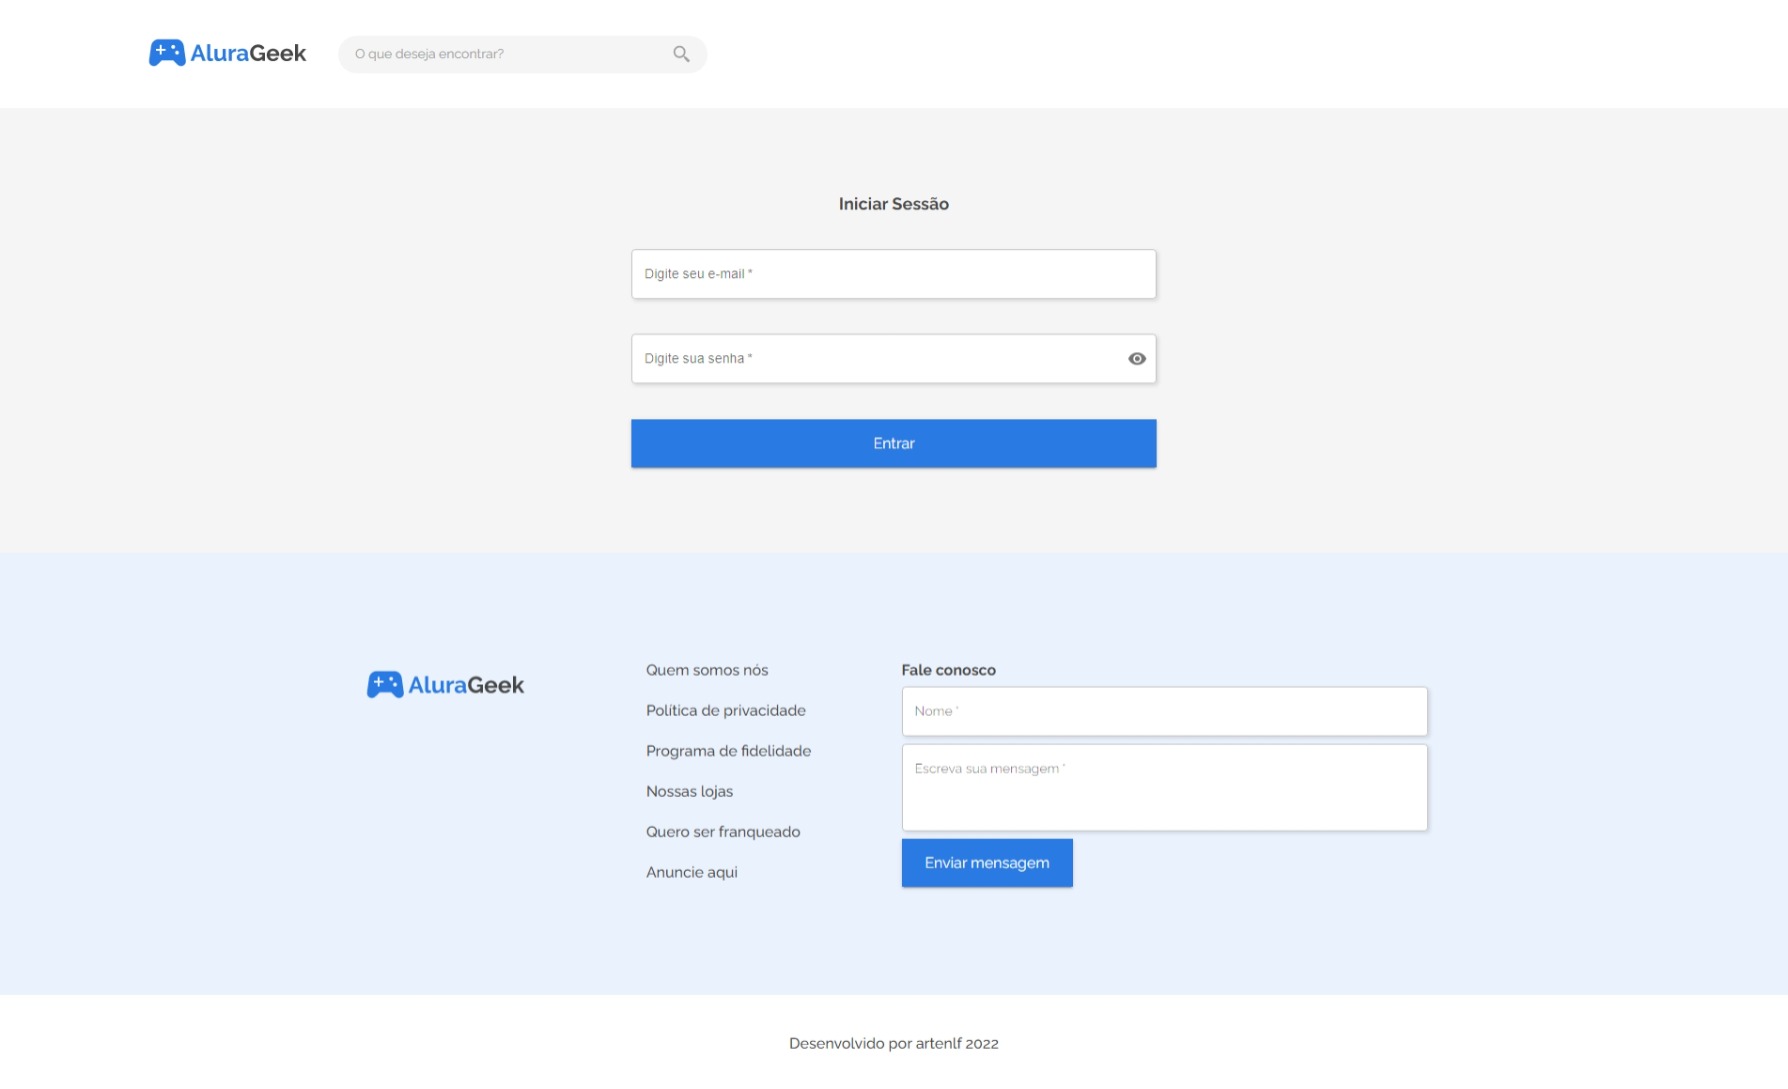 AluraGeek
O que deseja encontrar?
Iniciar Sessão
Digite seu e-mail *
Digite sua senha *
Entrar
AluraGeek
Quem somos nós
Política de privacidade
Programa de fidelidade
Nossas lojas
Quero ser franqueado
Anuncie aqui
Fale conosco
Nome *
Escreva sua mensagem *
Enviar mensagem
Desenvolvido por artenlf 2022